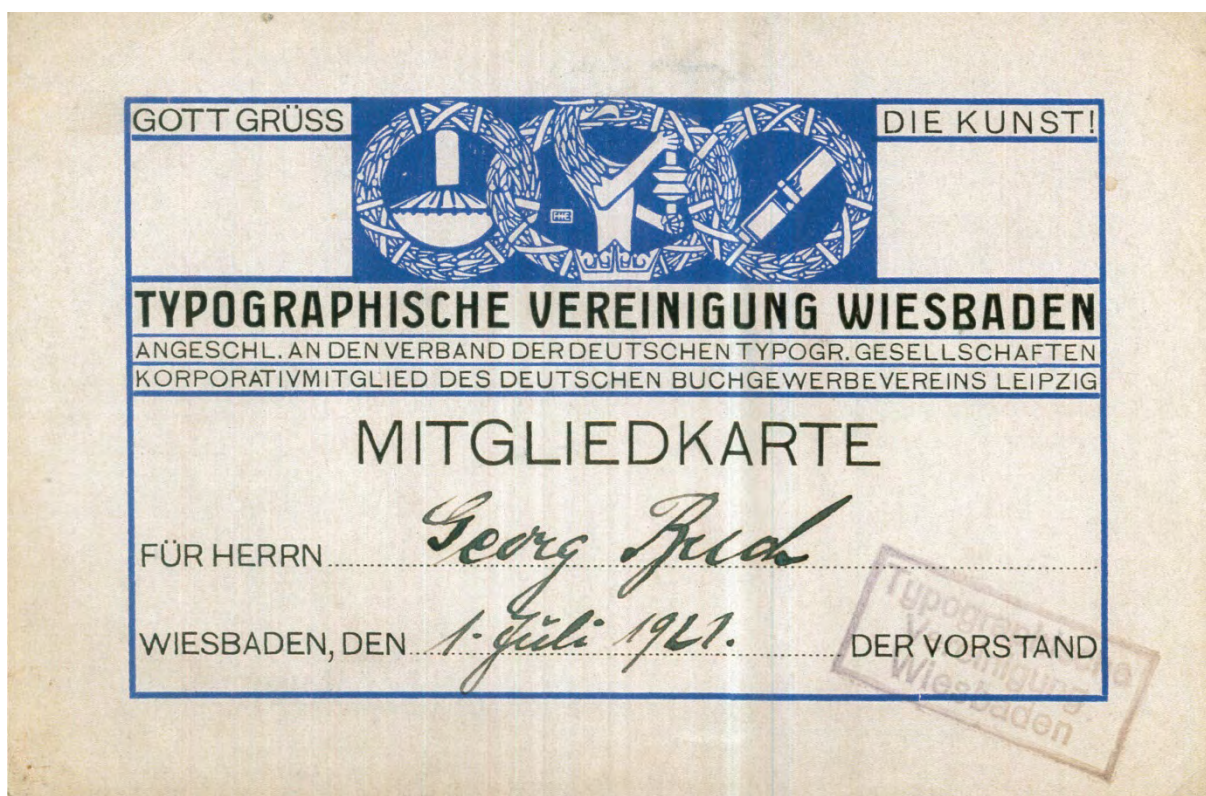 GOTT GRÜSS DIE KUNST!
TYPOGRAPHISCHE VEREINIGUNG WIESBADEN
ANGESCHL. AN DEN VERBAND DER DEUTSCHEN TYPOGR. GESELLSCHAFTEN
KORPORATIVMITGLIED DES DEUTSCHEN BUCHGEWERBEVEREINS LEIPZIG
MITGLIEDKARTE
FÜR HERRN Georg Buch
WIESBADEN, DEN 1. Juli 1921. DER VORSTAND
Typographische
Vereinigung
Wiesbaden